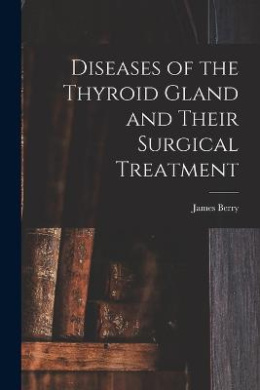 Diseases of the
Thyroid Gland
and Their
Surgical
Treatment
James Berry